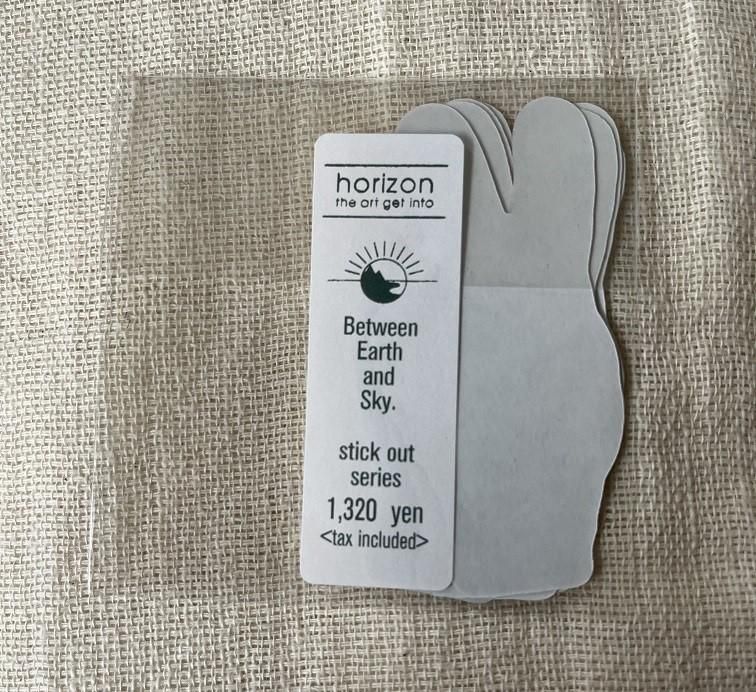 horizon
the art get into
Between
Earth
and
Sky.
stick out
series
1,320 yen
<tax included>